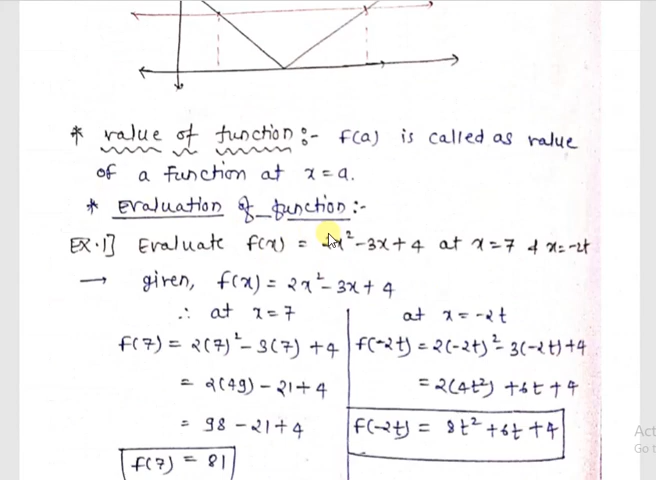 * value of function :- f(a) is called as value
of a function at x = a.
* Evaluation of function :-
EX.1] Evaluate f(x) = 2x²-3x+4 at x=7 & x=-2t
→ given, f(x) = 2x²-3x+4
∴ at x=7
f(7) = 2(7)²-3(7)+4
= 2(49)-21+4
= 98-21+4
f(7) = 81
at x=-2t
f(-2t) = 2(-2t)²-3(-2t)+4
= 2(4t²)+6t+4
f(-2t) = 8t²+6t+4
Act
Go t